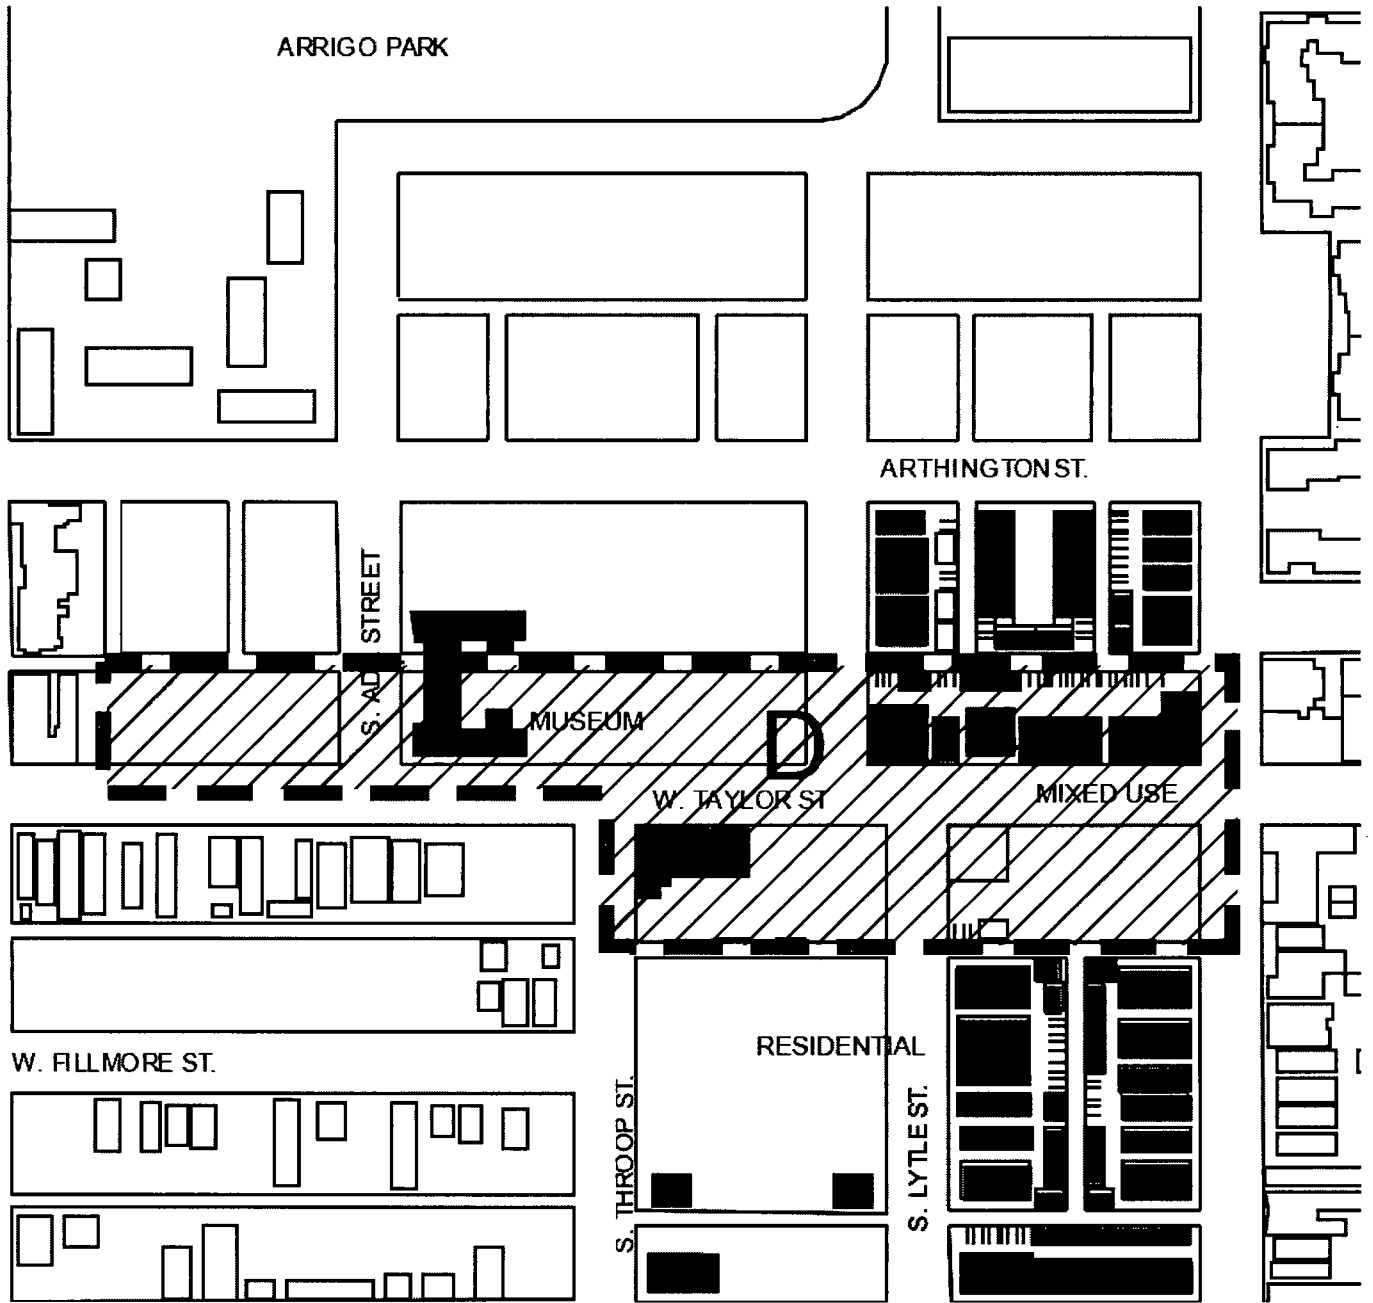 ARRIGO PARK
ARTHINGTON ST.
S. AD STREET
MUSEUM
D
W. TAYLOR ST
MIXED USE
RESIDENTIAL
W. FILLMORE ST.
S. THROOP ST.
S. LYTLE ST.